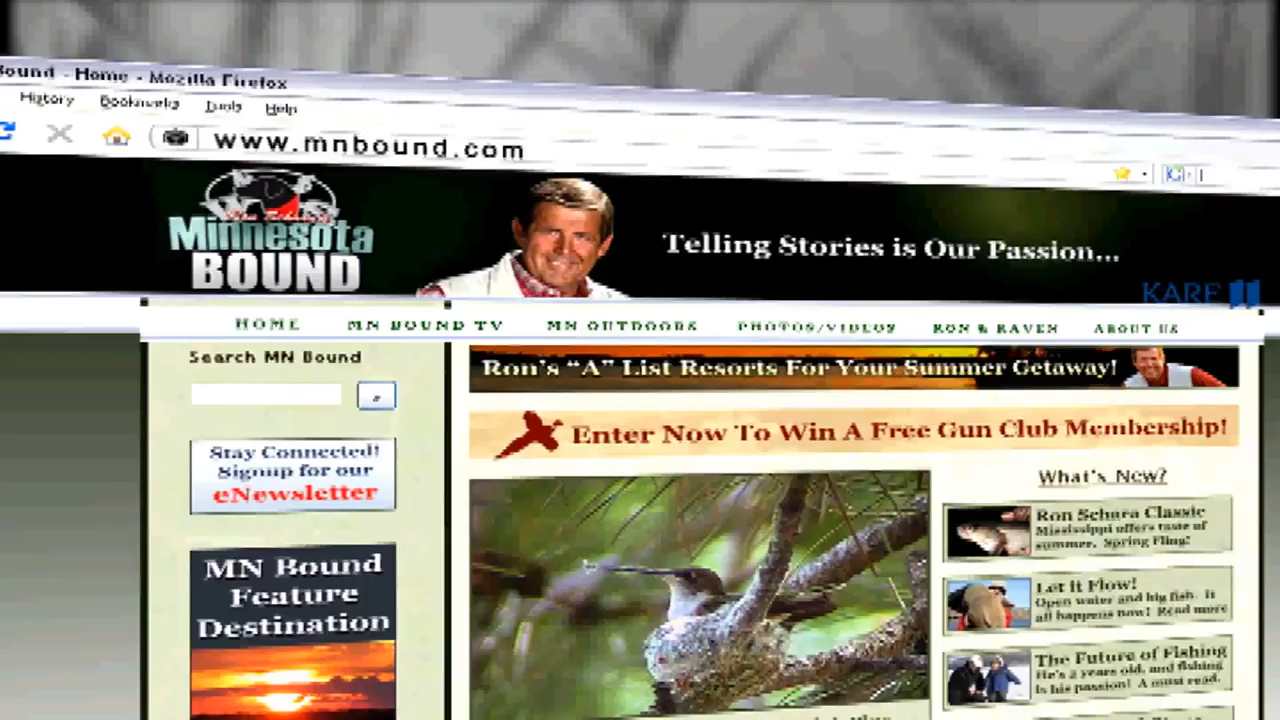 Bound - Home - Mozilla Firefox
History Bookmarks Tools Help
www.mnbound.com
Minnesota
BOUND
Telling Stories is Our Passion...
KARE 11
HOME MN BOUND TV MN OUTDOORS PHOTOS/VIDEOS RON & RAVEN ABOUT US
Search MN Bound
Stay Connected!
Signup for our
eNewsletter
MN Bound
Feature
Destination
Ron's "A" List Resorts For Your Summer Getaway!
Enter Now To Win A Free Gun Club Membership!
What's New?
Ron Schara Classic
Mississippi offers taste of
summer. Spring Fling!
Let it Flow!
Open water and big fish. It
all happens now! Read more
The Future of Fishing
He's 2 years old, and fishing
is his passion! A must read.